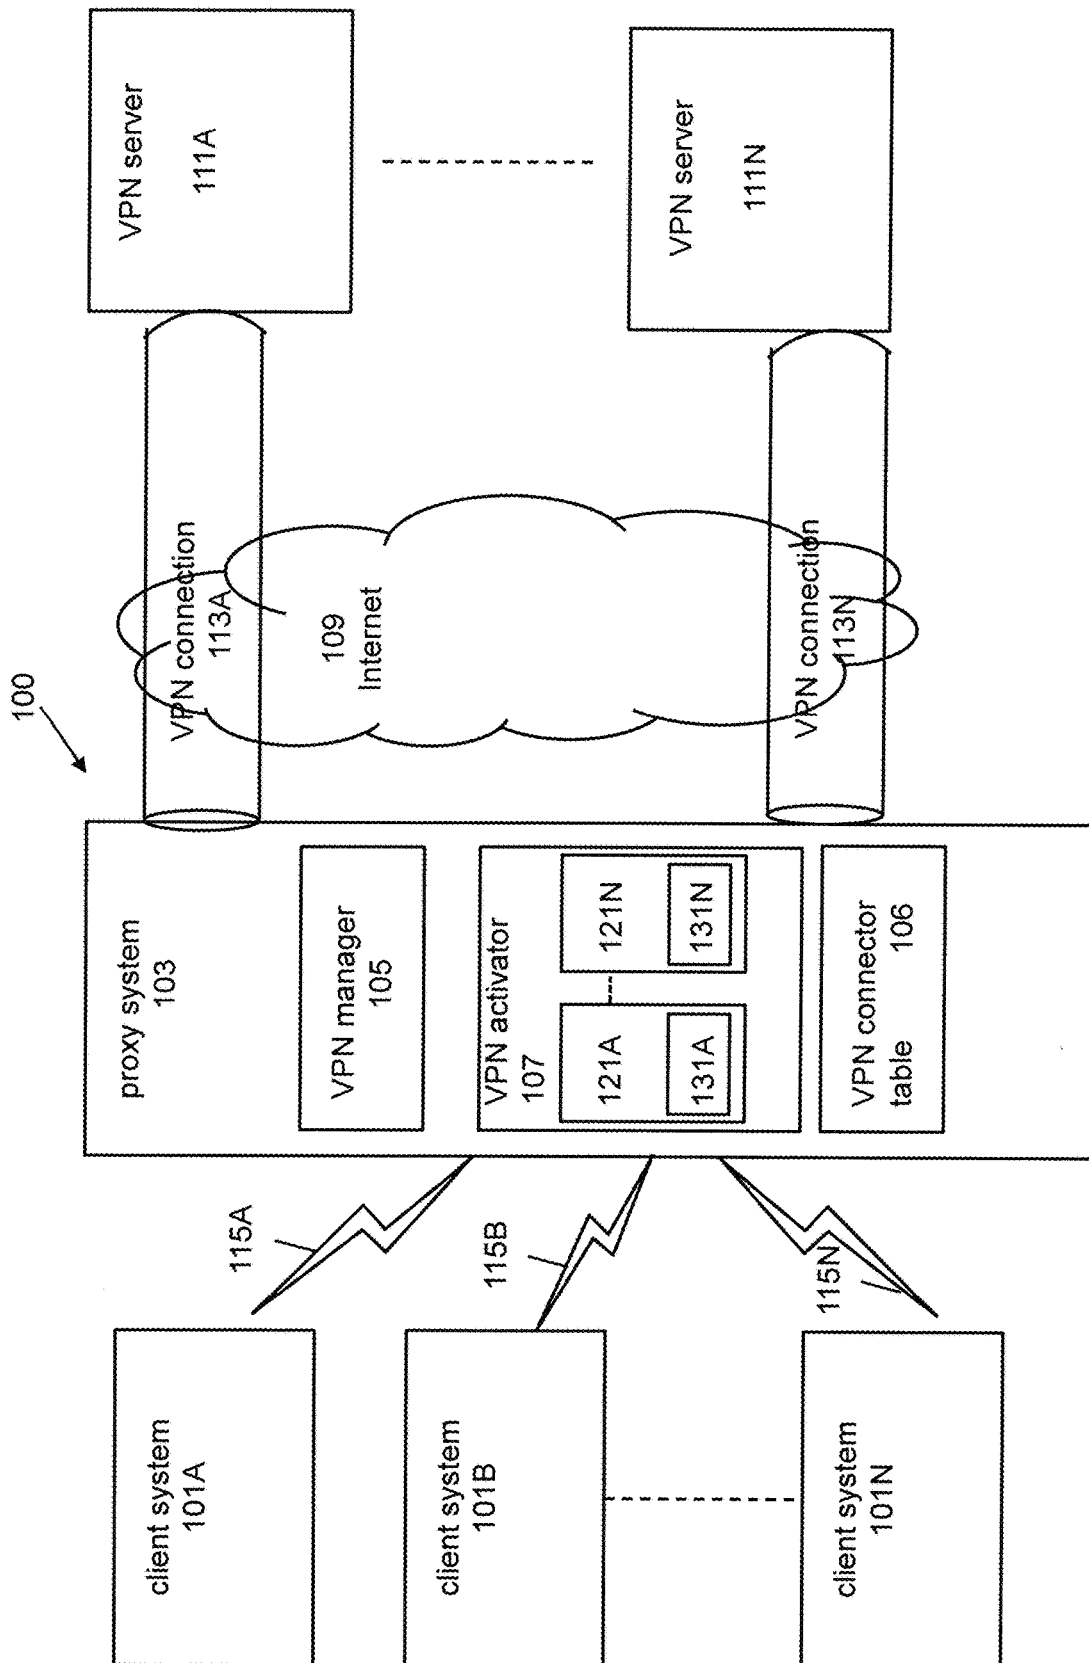 100
client system
101A
client system
101B
client system
101N
115A
115B
115N
proxy system
103
VPN manager
105
VPN activator
107
121A
131A
121N
131N
VPN connector
table 106
VPN connection
113A
109
Internet
VPN connection
113N
VPN server
111A
VPN server
111N